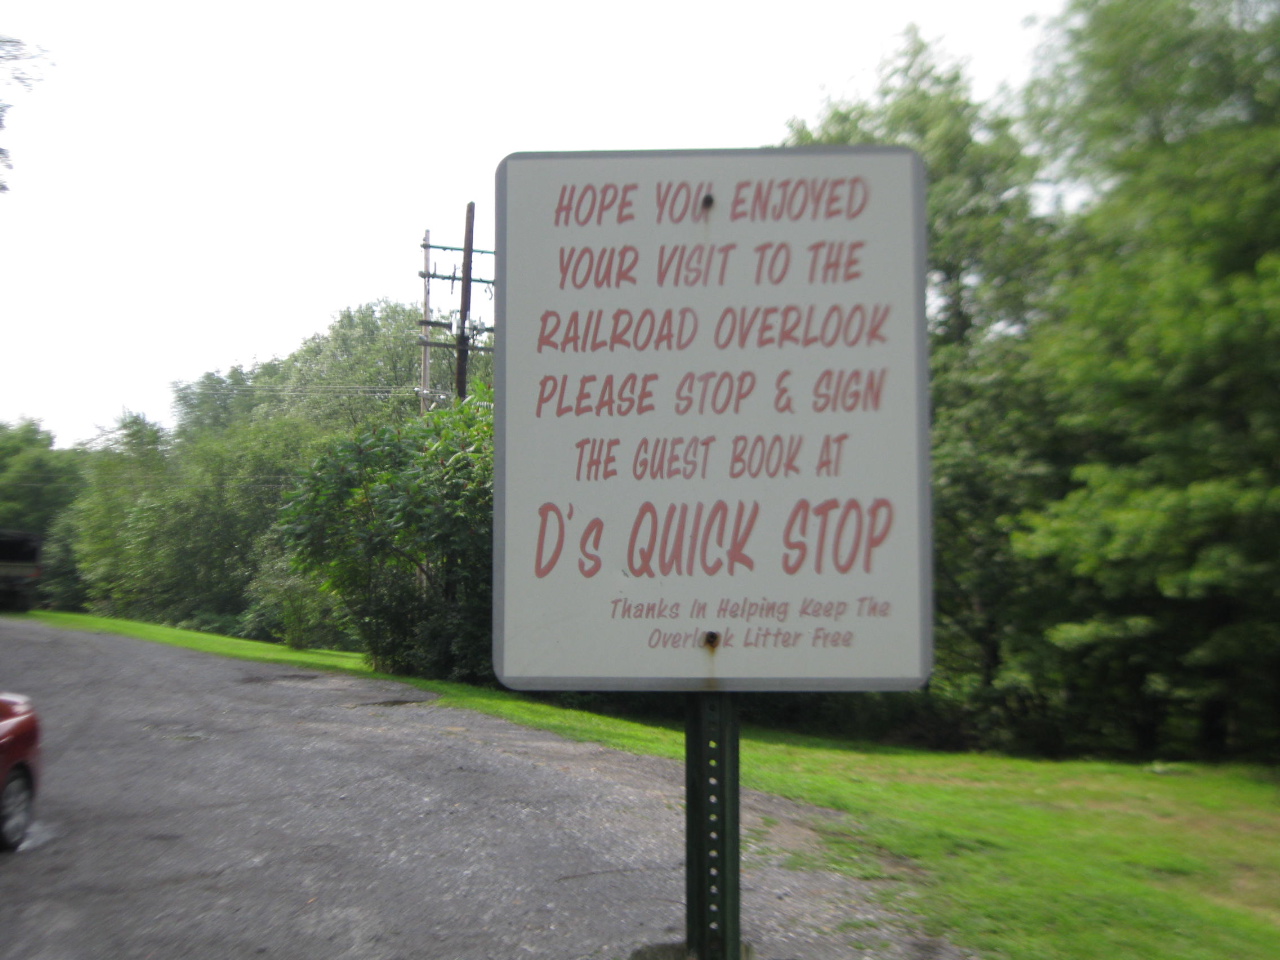 HOPE YOU ENJOYED
YOUR VISIT TO THE
RAILROAD OVERLOOK
PLEASE STOP & SIGN
THE GUEST BOOK AT
D's QUICK STOP
Thanks In Helping Keep The
Overlook Litter Free